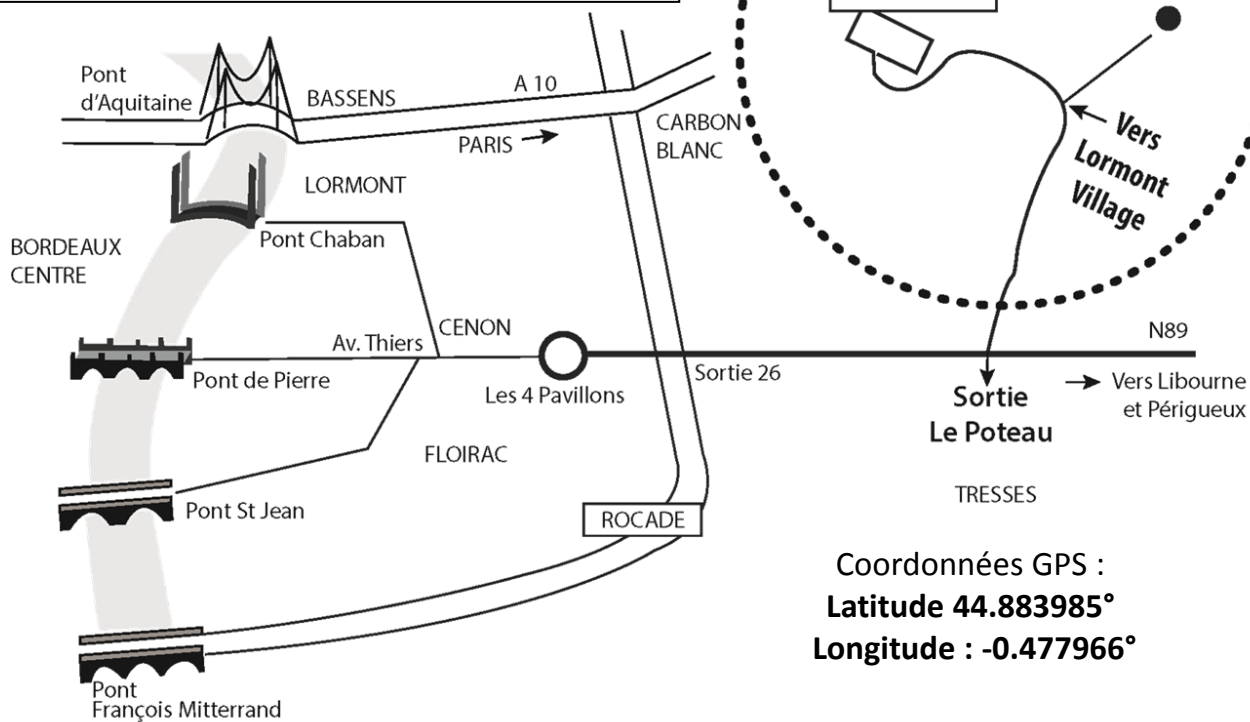 Pont
d'Aquitaine
BASSENS
A 10
PARIS
CARBON
BLANC
Vers
Lormont
Village
LORMONT
Pont Chaban
BORDEAUX
CENTRE
CENON
Av. Thiers
N89
Pont de Pierre
Les 4 Pavillons
Sortie 26
Sortie
Le Poteau
Vers Libourne
et Périgueux
FLOIRAC
TRESSES
Pont St Jean
ROCADE
Coordonnées GPS :
Latitude 44.883985°
Longitude : -0.477966°
Pont
François Mitterrand